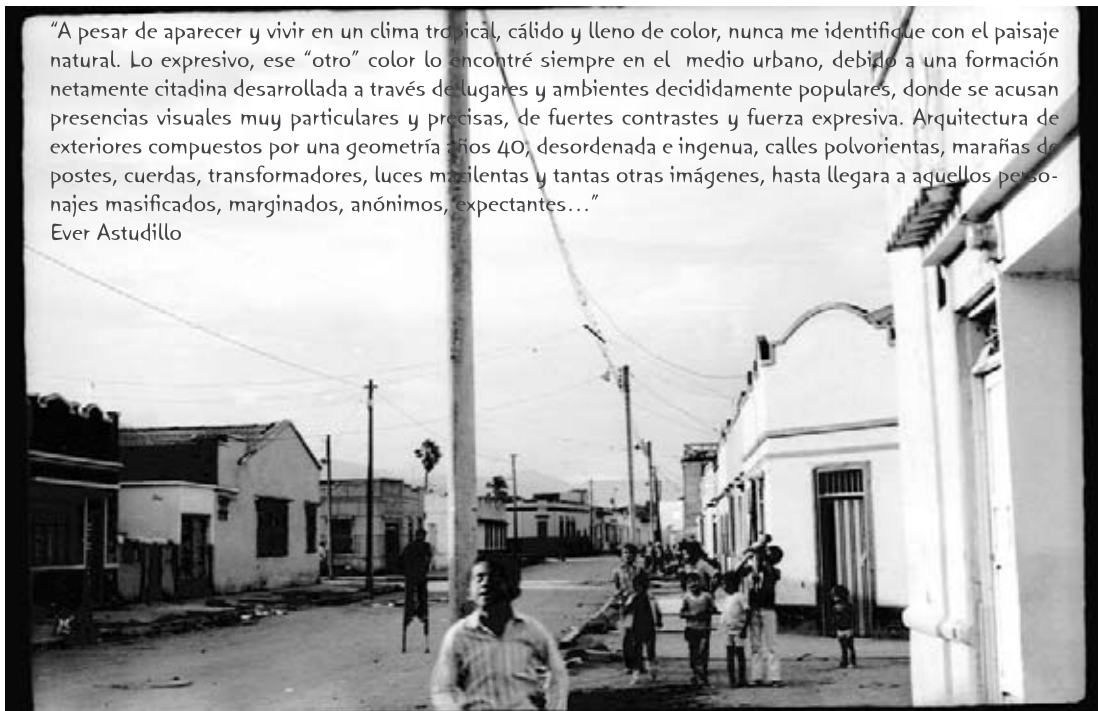 “A pesar de aparecer y vivir en un clima tropical, cálido y lleno de color, nunca me identifique con el paisaje
natural. Lo expresivo, ese “otro” color lo encontré siempre en el medio urbano, debido a una formación
netamente citadina desarrollada a través de lugares y ambientes decididamente populares, donde se acusan
presencias visuales muy particulares y precisas, de fuertes contrastes y fuerza expresiva. Arquitectura de
exteriores compuestos por una geometría años 40, desordenada e ingenua, calles polvorientas, marañas de
postes, cuerdas, transformadores, luces macilentas y tantas otras imágenes, hasta llegara a aquellos perso-
najes masificados, marginados, anónimos, expectantes…”
Ever Astudillo